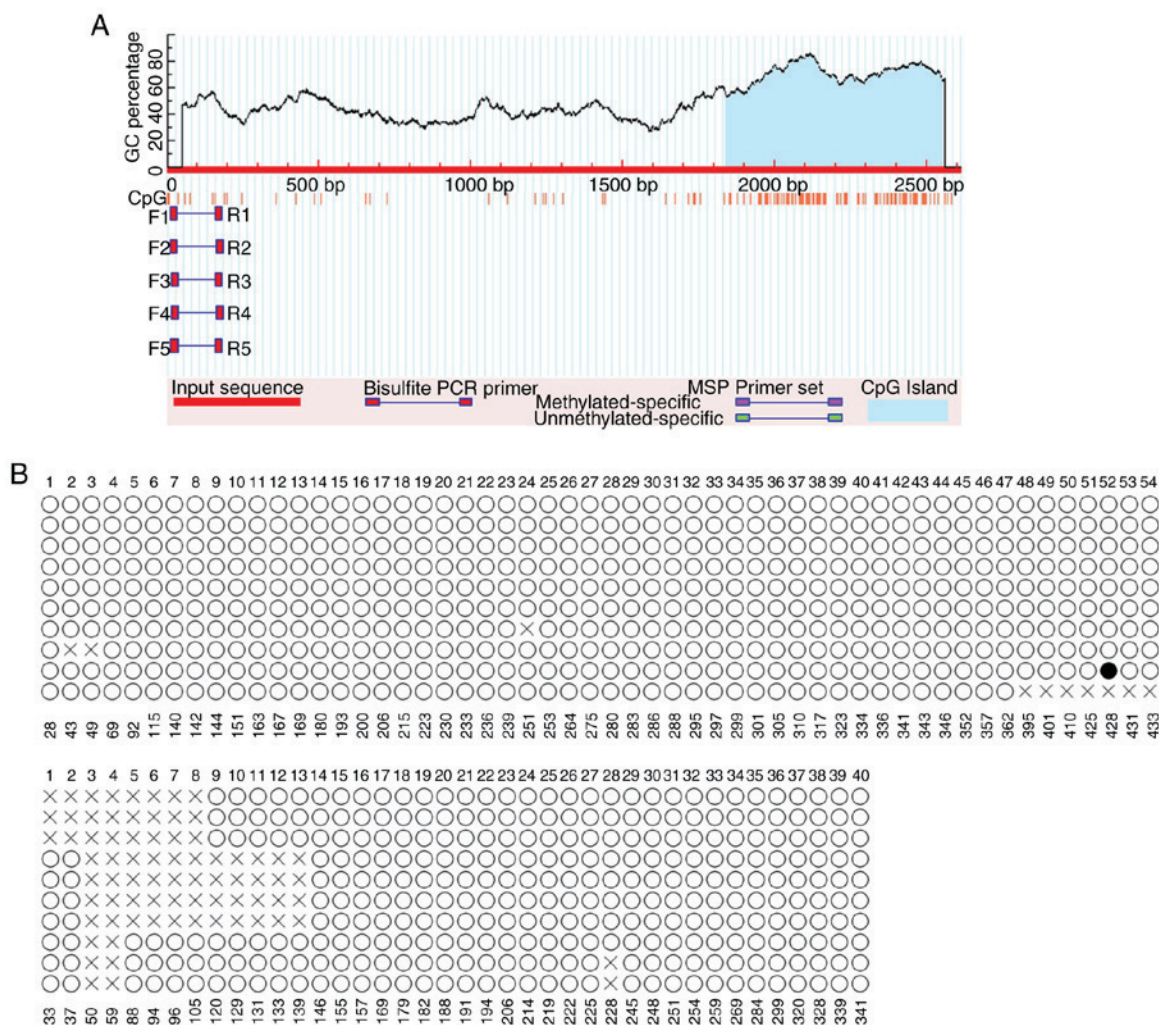 A
GC percentage
0 20 40 60 80
0 500 bp 1000 bp 1500 bp 2000 bp 2500 bp
CpG
F1 R1
F2 R2
F3 R3
F4 R4
F5 R5
Input sequence Bisulfite PCR primer MSP Primer set CpG Island
Methylated-specific
Unmethylated-specific
B
1 2 3 4 5 6 7 8 9 10 11 12 13 14 15 16 17 18 19 20 21 22 23 24 25 26 27 28 29 30 31 32 33 34 35 36 37 38 39 40 41 42 43 44 45 46 47 48 49 50 51 52 53 54
28 43 49 69 92 115 140 142 144 151 163 167 169 180 193 200 206 215 223 230 233 236 239 251 253 264 275 280 283 286 288 295 297 299 301 305 310 317 323 334 336 341 343 346 352 357 362 395 401 410 425 428 431 433
1 2 3 4 5 6 7 8 9 10 11 12 13 14 15 16 17 18 19 20 21 22 23 24 25 26 27 28 29 30 31 32 33 34 35 36 37 38 39 40
33 37 50 59 88 94 96 105 120 129 131 133 139 146 155 157 169 179 182 188 191 194 206 214 219 222 225 228 245 248 251 254 259 269 284 299 320 328 339 341